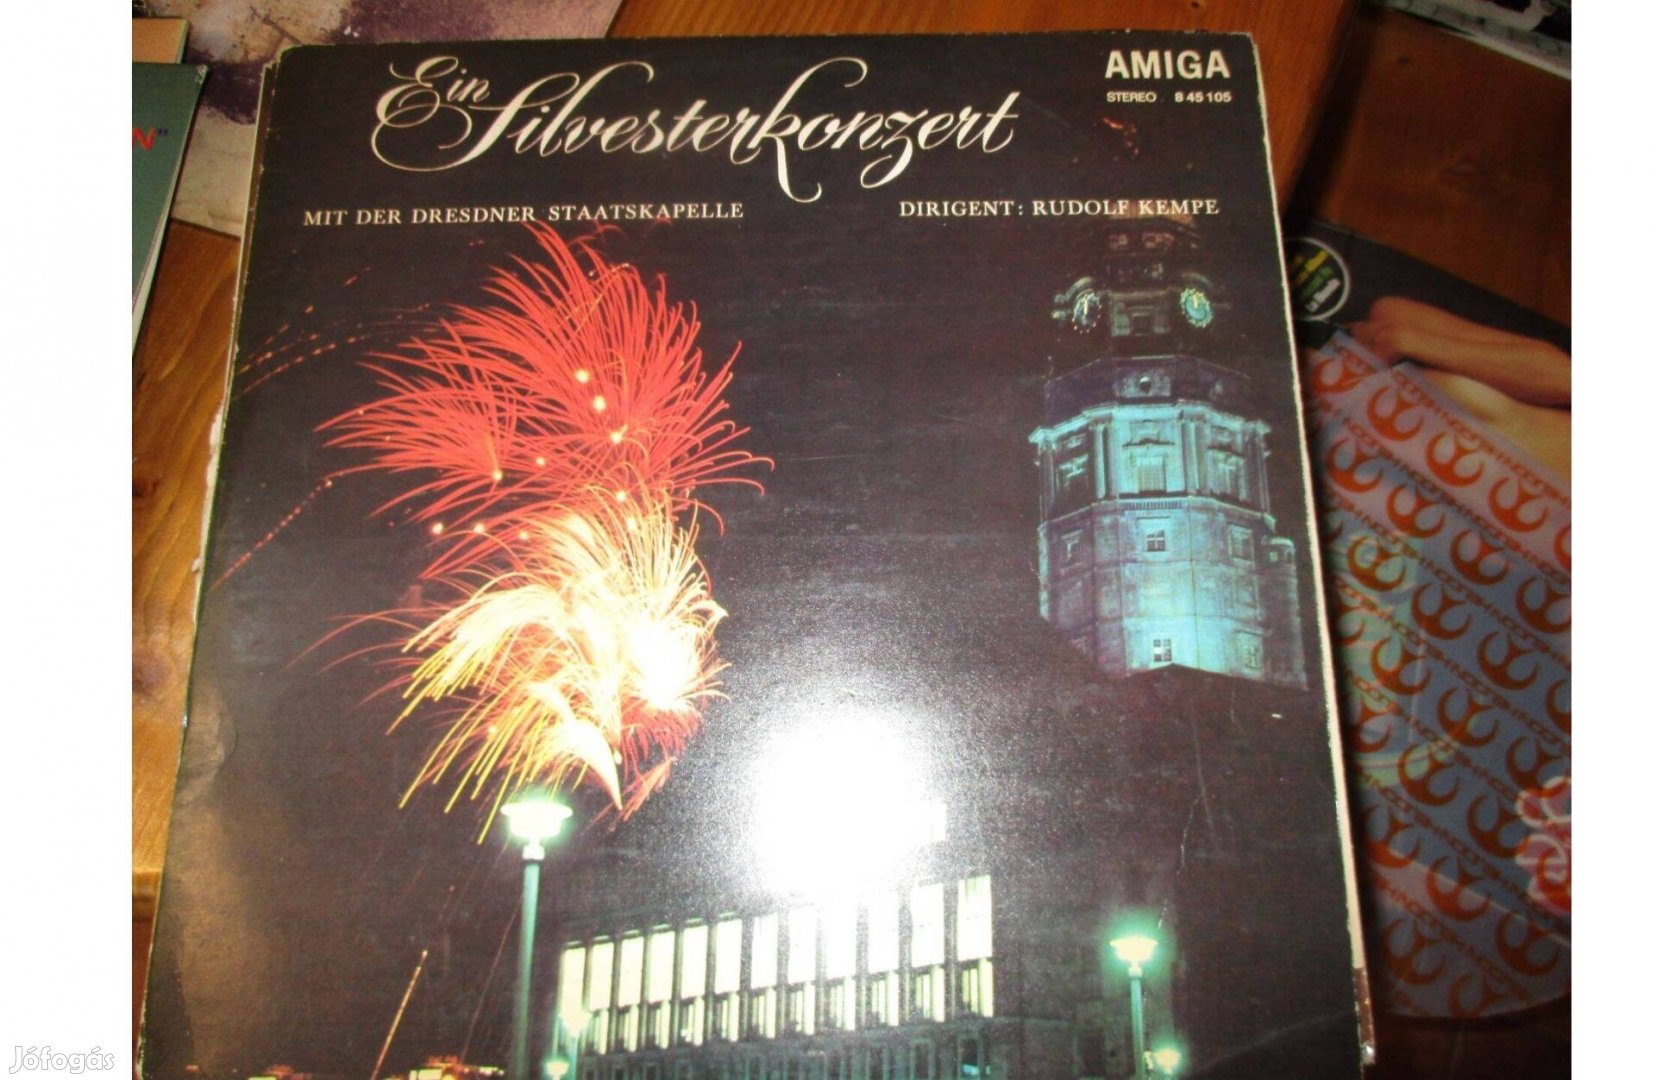 Ein
Silvesterkonzert
AMIGA
STEREO 8 45 105
MIT DER DRESDNER STAATSKAPELLE
DIRIGENT: RUDOLF KEMPE
N"
Jófogás